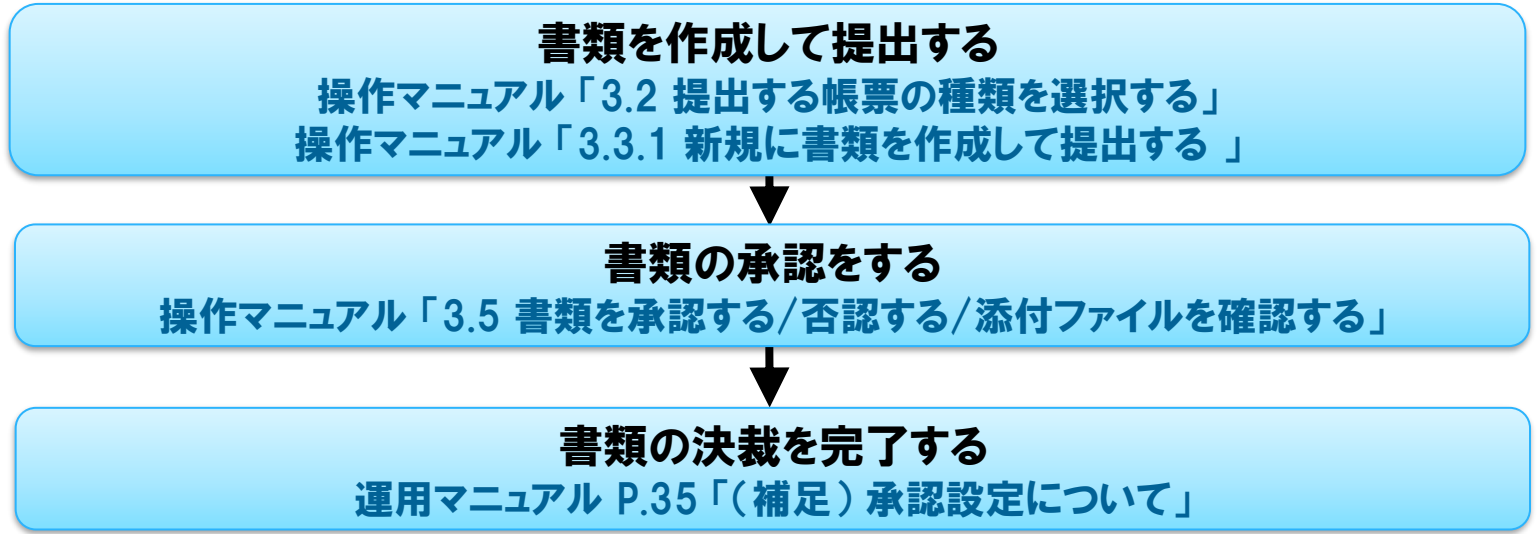 書類を作成して提出する
操作マニュアル「3.2 提出する帳票の種類を選択する」
操作マニュアル「3.3.1 新規に書類を作成して提出する 」
書類の承認をする
操作マニュアル「3.5 書類を承認する/否認する/添付ファイルを確認する」
書類の決裁を完了する
運用マニュアル P.35「(補足) 承認設定について」